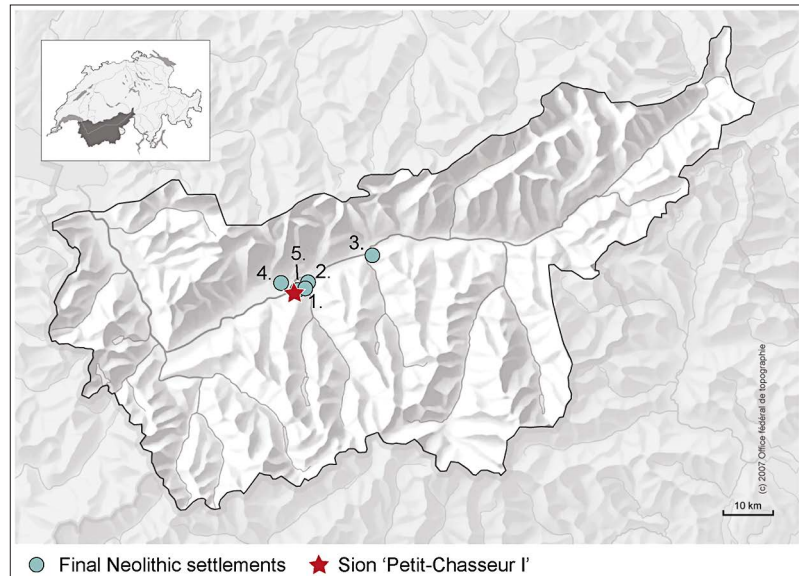 3.
5.
4.
2.
1.
(c) 2007 Office fédéral de topographie
10 km
Final Neolithic settlements
Sion 'Petit-Chasseur I'